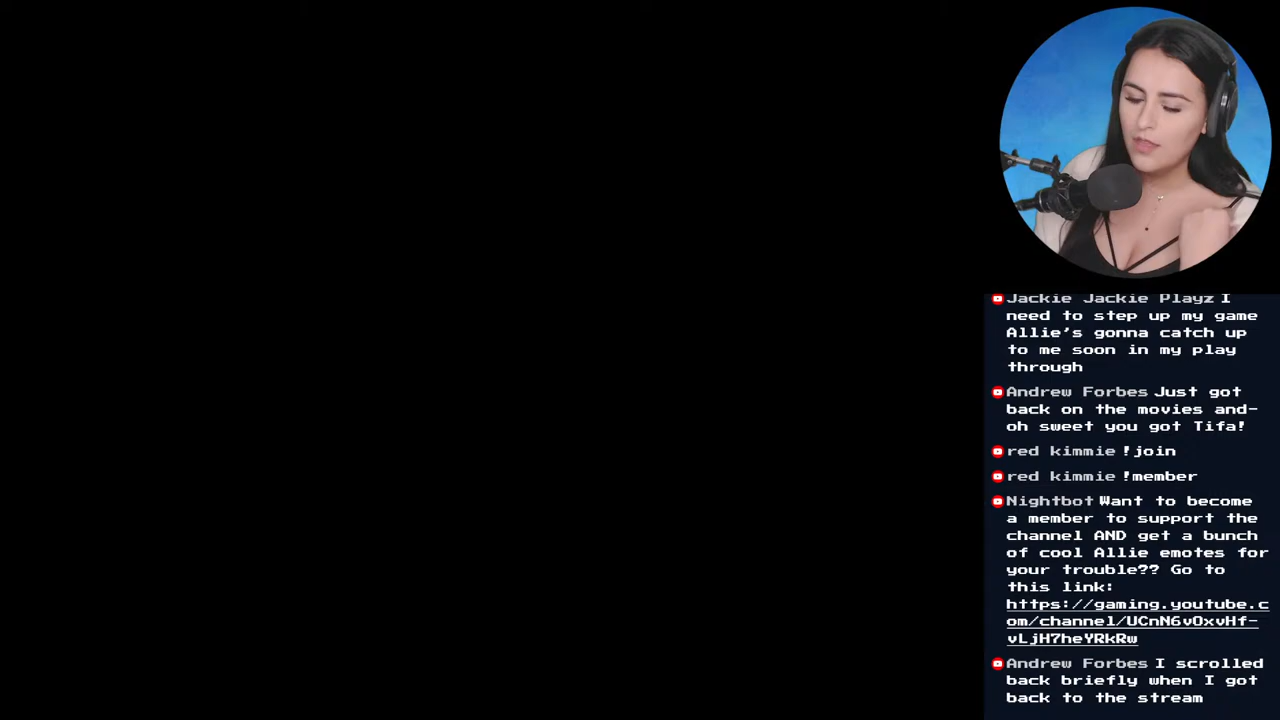 Jackie Jackie Playz I
need to step up my game
Allie's gonna catch up
to me soon in my play
through
Andrew Forbes Just got
back on the movies and-
oh sweet you got Tifa!
red kimmie !join
red kimmie !member
Nightbot Want to become
a member to support the
channel AND get a bunch
of cool Allie emotes for
your trouble?? Go to
this link:
https://gaming.youtube.c
om/channel/UCnN6vOxvHf-
vLjH7heYRkRw
Andrew Forbes I scrolled
back briefly when I got
back to the stream